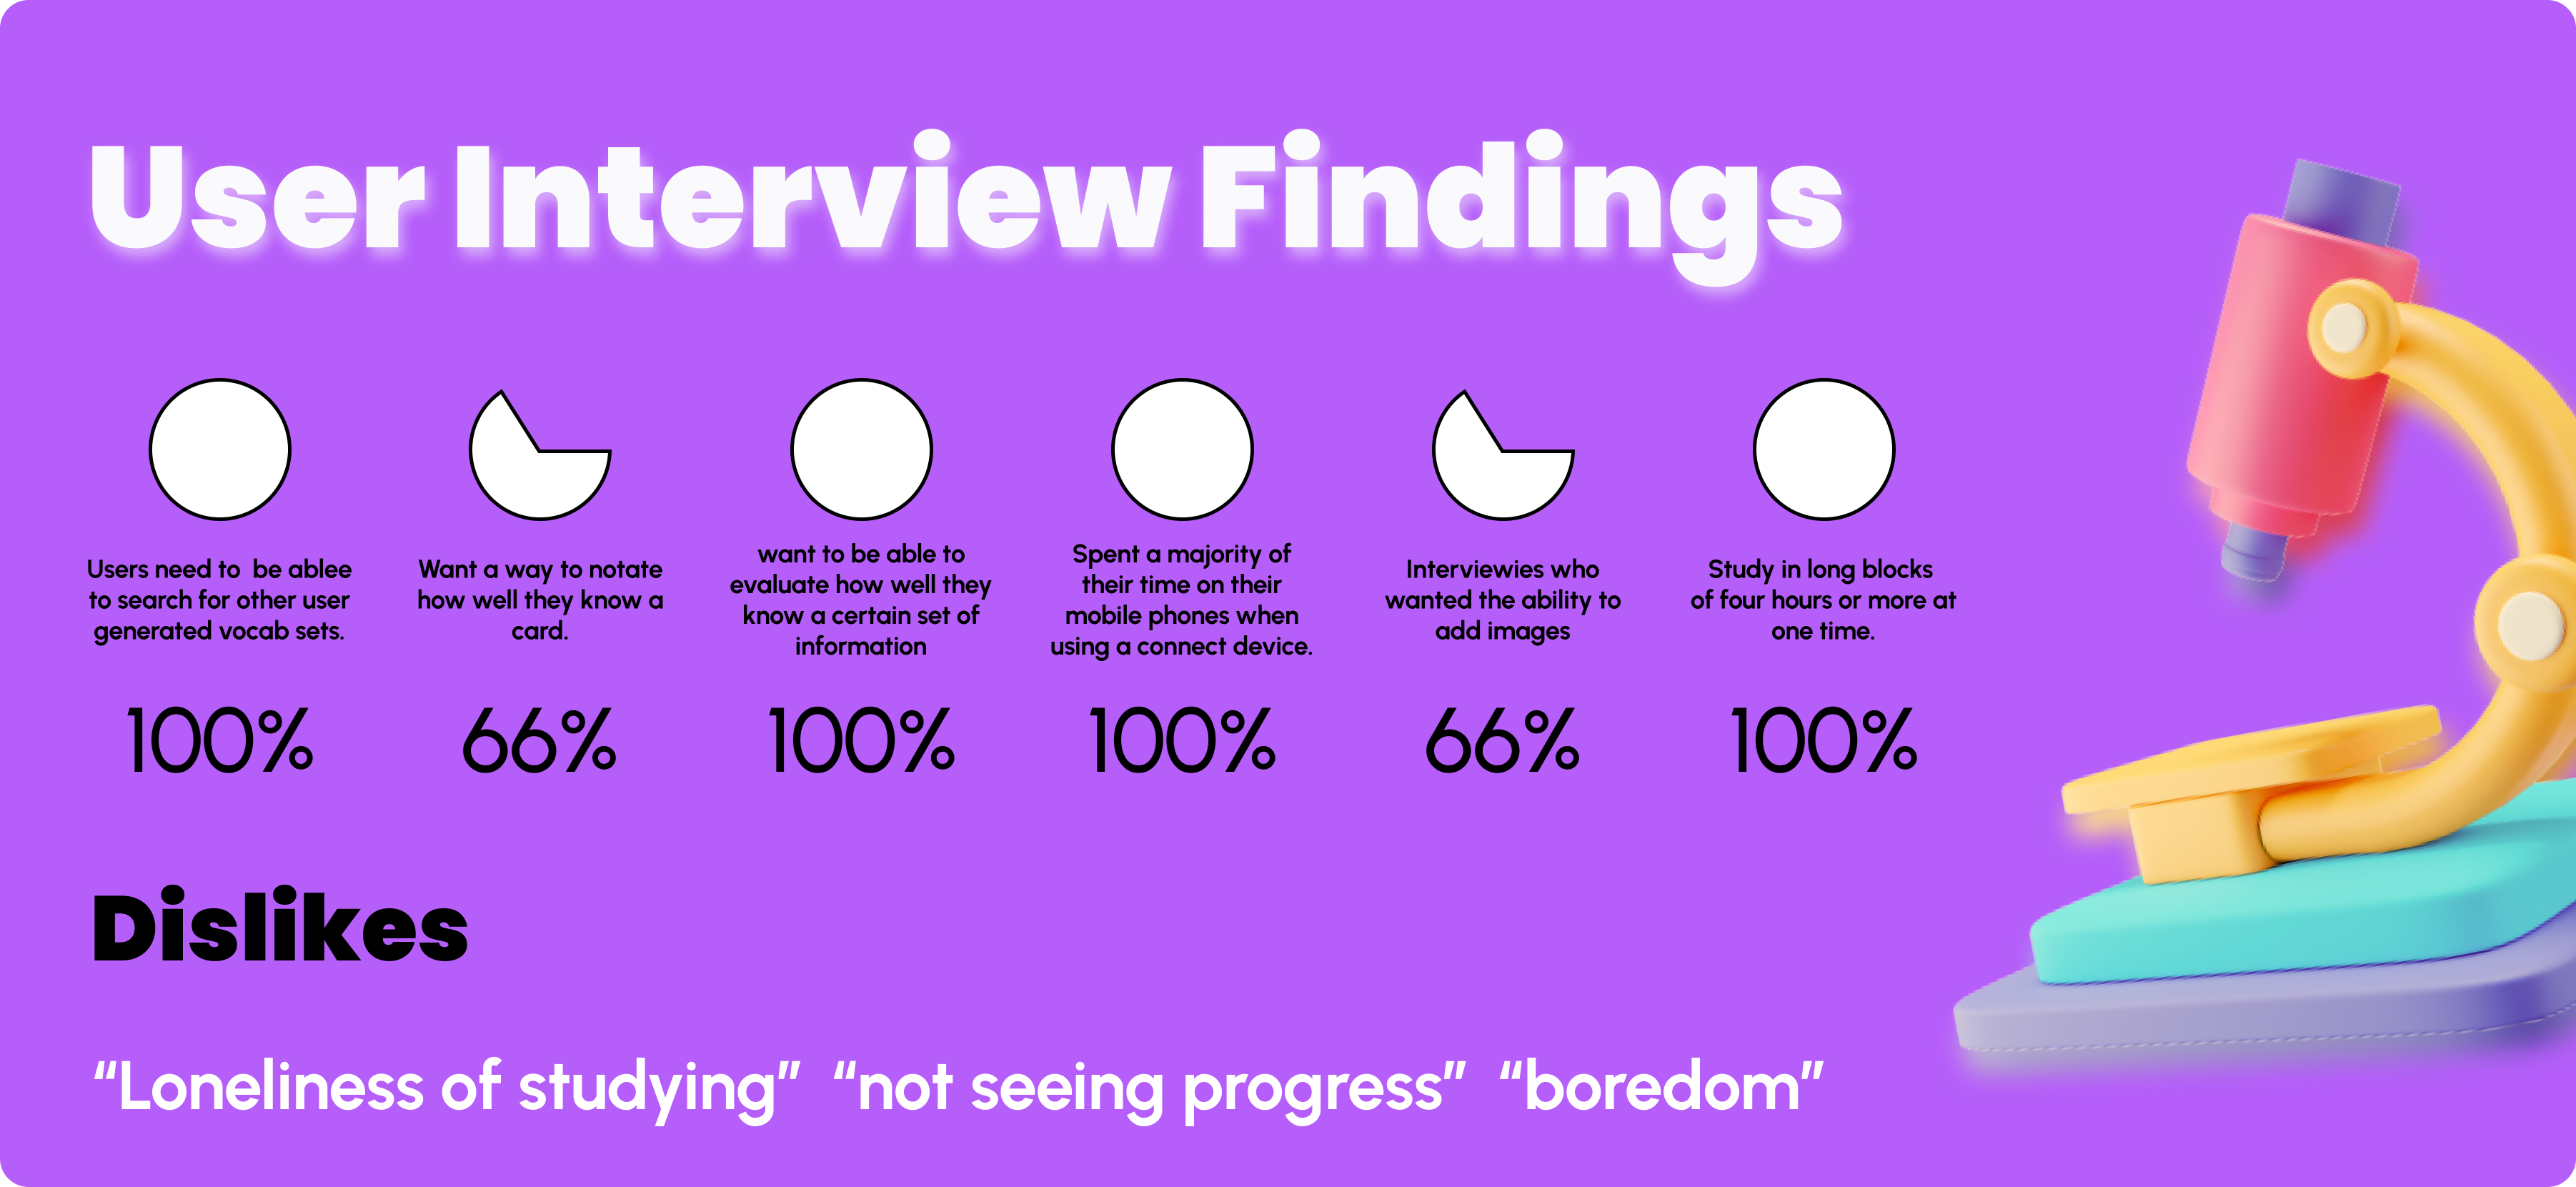 User Interview Findings
Users need to  be ablee
to search for other user
generated vocab sets.
100%
Want a way to notate
how well they know a
card.
66%
want to be able to
evaluate how well they
know a certain set of
information
100%
Spent a majority of
their time on their
mobile phones when
using a connect device.
100%
Interviewies who
wanted the ability to
add images
66%
Study in long blocks
of four hours or more at
one time.
100%
Dislikes
“Loneliness of studying”  “not seeing progress”  “boredom”